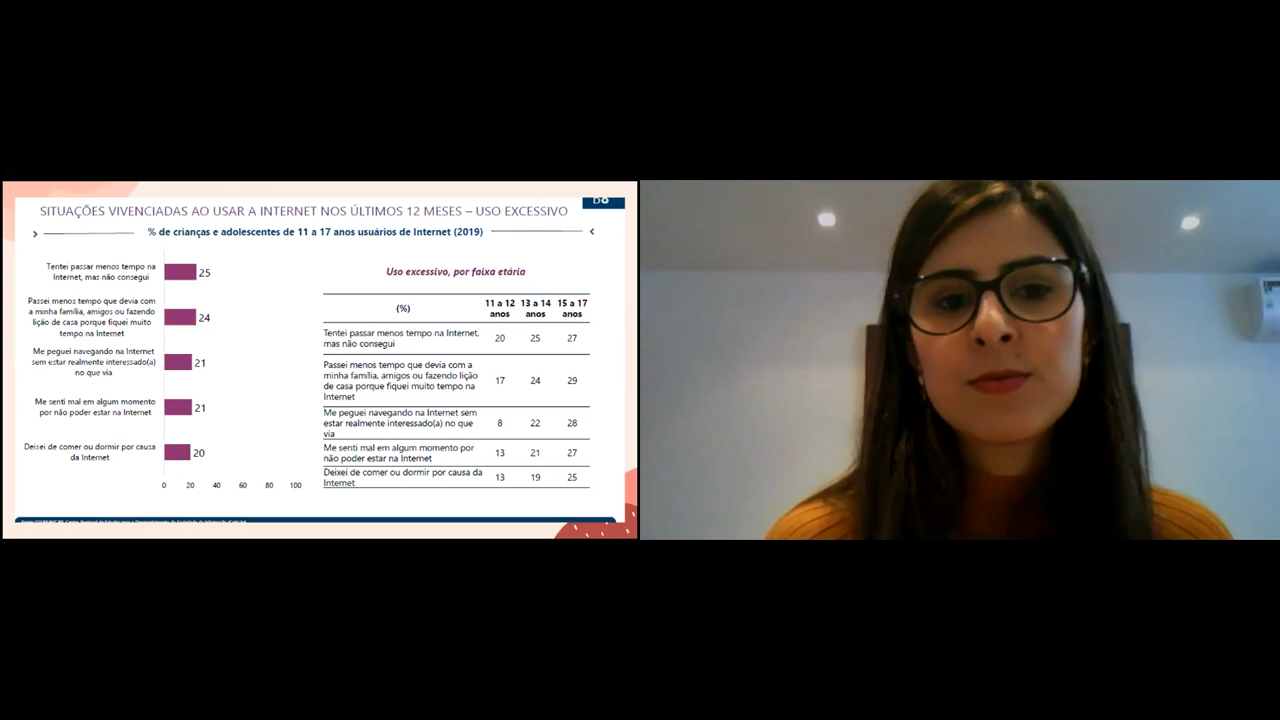 DÓ
SITUAÇÕES VIVENCIADAS AO USAR A INTERNET NOS ÚLTIMOS 12 MESES – USO EXCESSIVO
% de crianças e adolescentes de 11 a 17 anos usuários de Internet (2019)
Tentei passar menos tempo na
Internet, mas não consegui
25
Passei menos tempo que devia com
a minha família, amigos ou fazendo
lição de casa porque fiquei muito
tempo na Internet
24
Me peguei navegando na Internet
sem estar realmente interessado(a)
no que via
21
Me senti mal em algum momento
por não poder estar na Internet
21
Deixei de comer ou dormir por causa
da Internet
20
0 20 40 60 80 100
Uso excessivo, por faixa etária
(%)
11 a 12
anos
13 a 14
anos
15 a 17
anos
Tentei passar menos tempo na Internet,
mas não consegui
20 25 27
Passei menos tempo que devia com a
minha família, amigos ou fazendo lição
de casa porque fiquei muito tempo na
Internet
17 24 29
Me peguei navegando na Internet sem
estar realmente interessado(a) no que
via
8 22 28
Me senti mal em algum momento por
não poder estar na Internet
13 21 27
Deixei de comer ou dormir por causa da
Internet
13 19 25